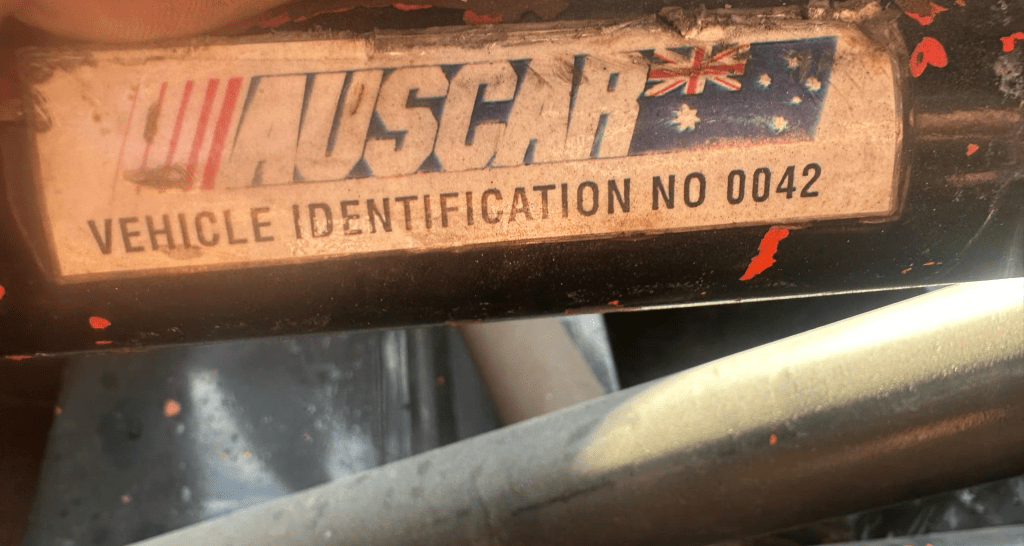 AUSCAR
VEHICLE IDENTIFICATION NO 0042